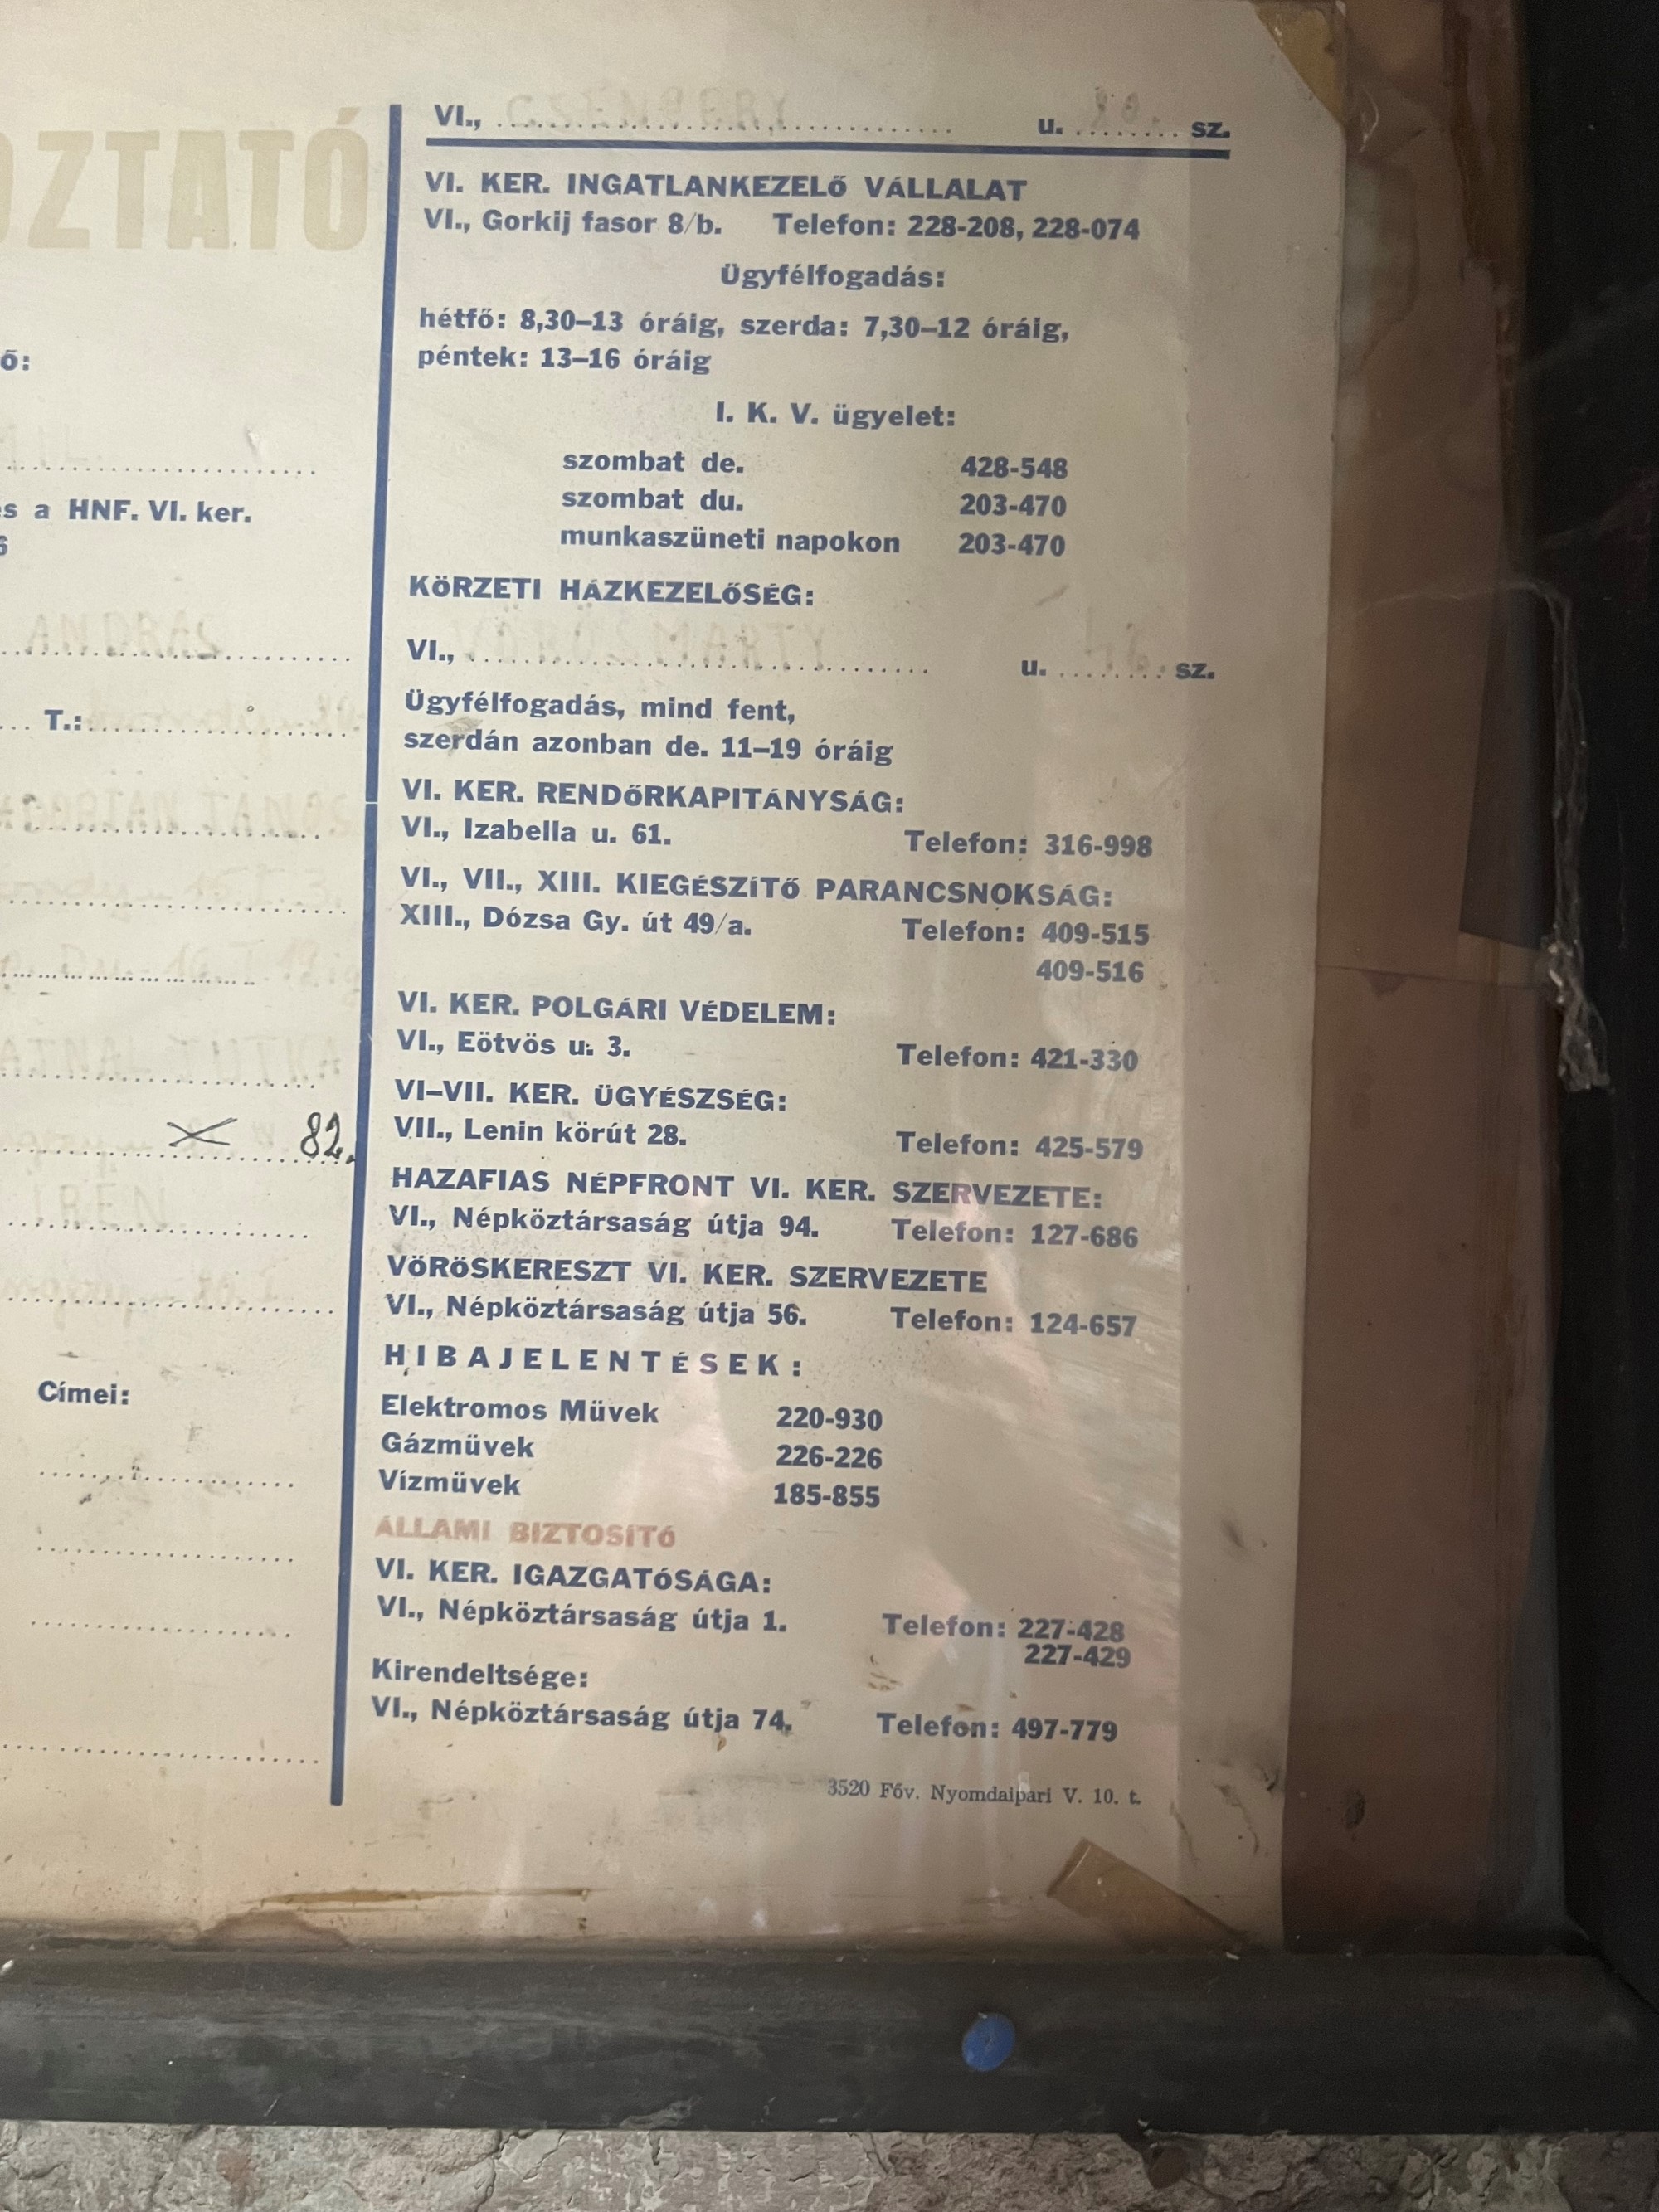 OZTATÓ
ő:
s a HNF. VI. ker.
6
T.:
82.
Címei:
VI., u. sz.
VI. KER. INGATLANKEZELŐ VÁLLALAT
VI., Gorkij fasor 8/b. Telefon: 228-208, 228-074
Ügyfélfogadás:
hétfő: 8,30–13 óráig, szerda: 7,30–12 óráig,
péntek: 13–16 óráig
I. K. V. ügyelet:
szombat de. 428-548
szombat du. 203-470
munkaszüneti napokon 203-470
KÖRZETI HÁZKEZELŐSÉG:
VI., u. sz.
Ügyfélfogadás, mind fent,
szerdán azonban de. 11–19 óráig
VI. KER. RENDŐRKAPITÁNYSÁG:
VI., Izabella u. 61. Telefon: 316-998
VI., VII., XIII. KIEGÉSZÍTŐ PARANCSNOKSÁG:
XIII., Dózsa Gy. út 49/a. Telefon: 409-515
409-516
VI. KER. POLGÁRI VÉDELEM:
VI., Eötvös u. 3. Telefon: 421-330
VI–VII. KER. ÜGYÉSZSÉG:
VII., Lenin körút 28. Telefon: 425-579
HAZAFIAS NÉPFRONT VI. KER. SZERVEZETE:
VI., Népköztársaság útja 94. Telefon: 127-686
VÖRÖSKERESZT VI. KER. SZERVEZETE
VI., Népköztársaság útja 56. Telefon: 124-657
HIBAJELENTÉSEK:
Elektromos Müvek 220-930
Gázmüvek 226-226
Vízmüvek 185-855
ÁLLAMI BIZTOSÍTÓ
VI. KER. IGAZGATÓSÁGA:
VI., Népköztársaság útja 1. Telefon: 227-428
227-429
Kirendeltsége:
VI., Népköztársaság útja 74. Telefon: 497-779
3520 Főv. Nyomdaipari V. 10. t.